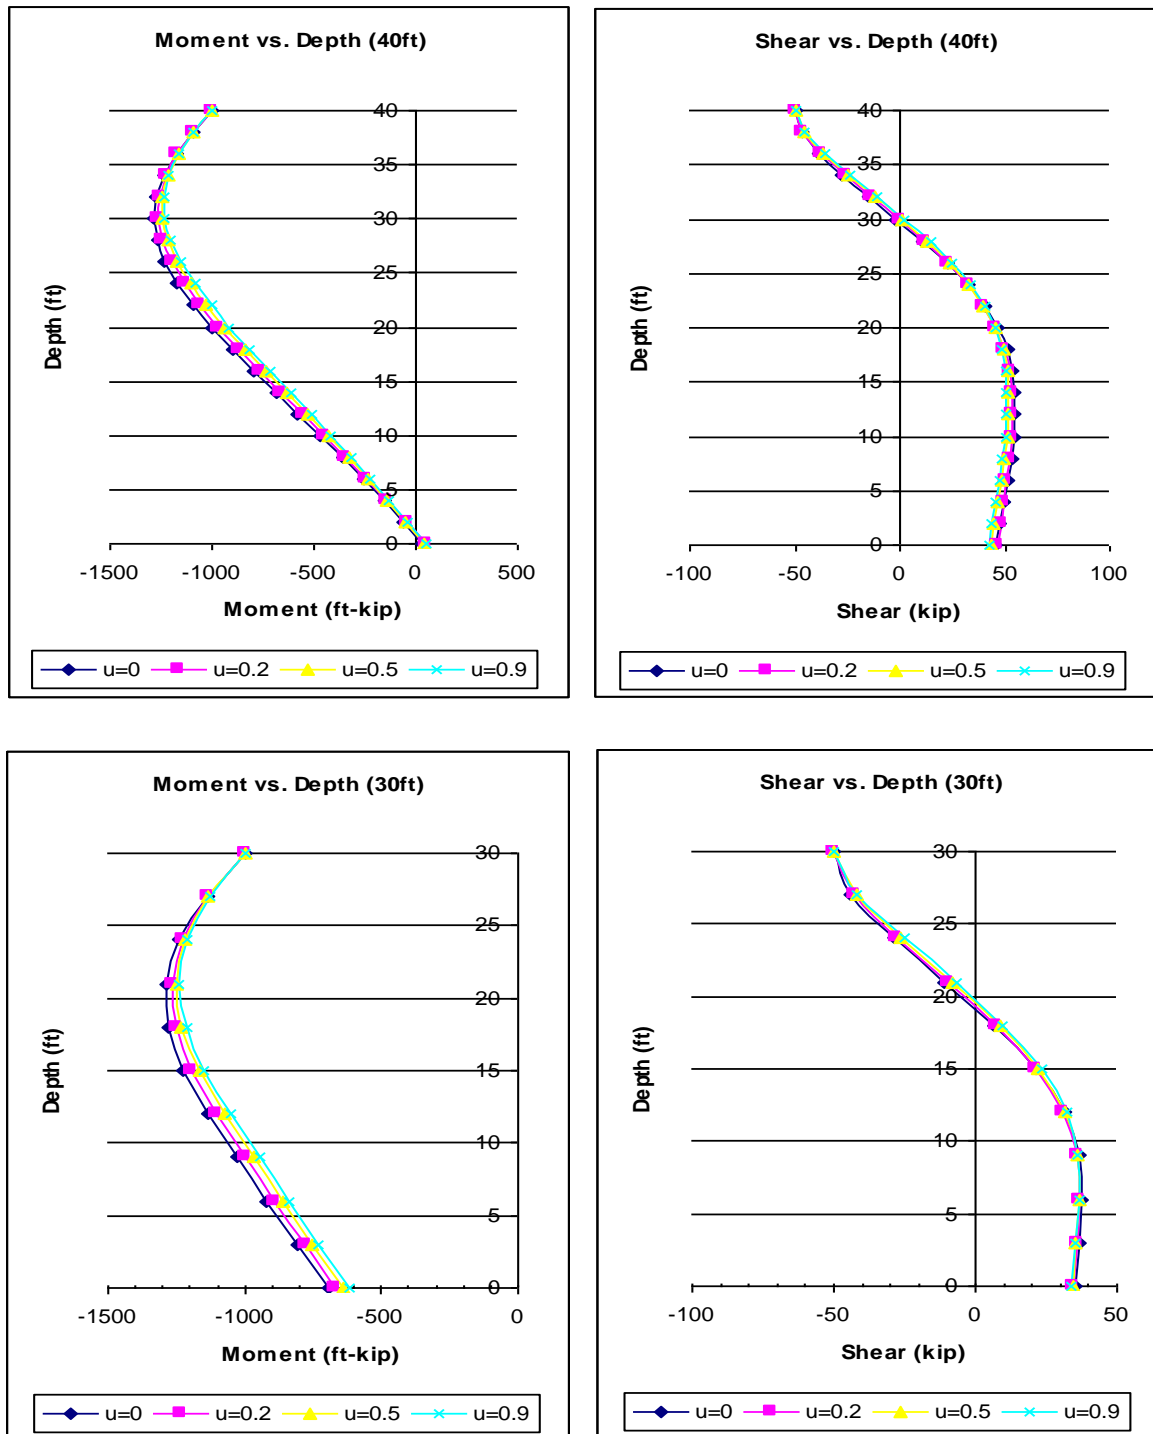 Moment vs. Depth (40ft)
40
35
30
25
20
15
10
5
0
-1500 -1000 -500 0 500
Depth (ft)
Moment (ft-kip)
u=0 u=0.2 u=0.5 u=0.9
Shear vs. Depth (40ft)
40
35
30
25
20
15
10
5
0
-100 -50 0 50 100
Depth (ft)
Shear (kip)
u=0 u=0.2 u=0.5 u=0.9
Moment vs. Depth (30ft)
30
25
20
15
10
5
0
-1500 -1000 -500 0
Depth (ft)
Moment (ft-kip)
u=0 u=0.2 u=0.5 u=0.9
Shear vs. Depth (30ft)
30
25
20
15
10
5
0
-100 -50 0 50
Depth (ft)
Shear (kip)
u=0 u=0.2 u=0.5 u=0.9